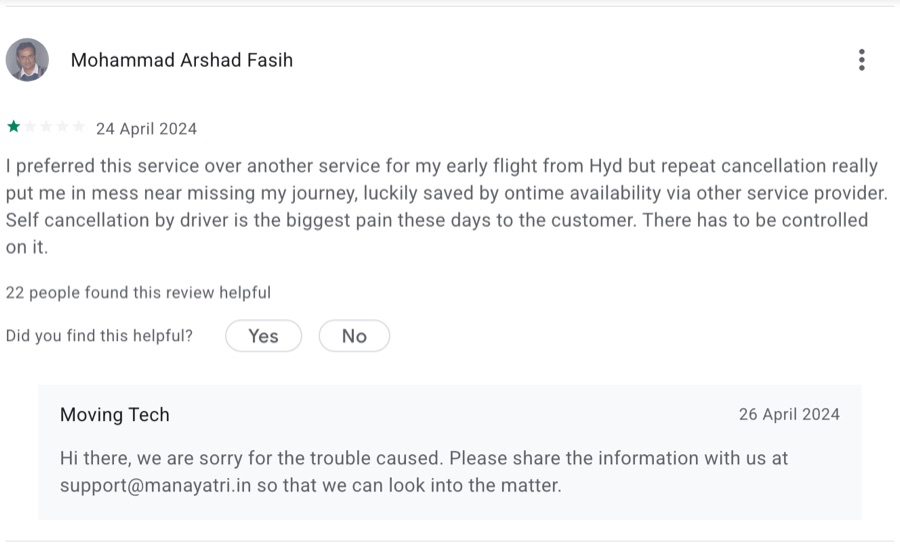 Mohammad Arshad Fasih
24 April 2024
I preferred this service over another service for my early flight from Hyd but repeat cancellation really
put me in mess near missing my journey, luckily saved by ontime availability via other service provider.
Self cancellation by driver is the biggest pain these days to the customer. There has to be controlled
on it.
22 people found this review helpful
Did you find this helpful?
Yes
No
Moving Tech
26 April 2024
Hi there, we are sorry for the trouble caused. Please share the information with us at
support@manayatri.in so that we can look into the matter.